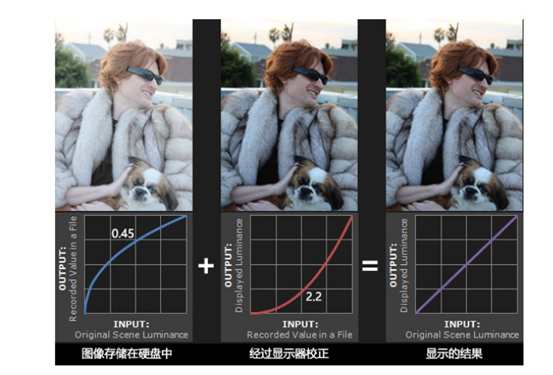 0.45
OUTPUT:
Recorded Value in a File
INPUT:
Original Scene Luminance
图像存储在硬盘中
+
2.2
OUTPUT:
Displayed Luminance
INPUT:
Recorded Value in a File
经过显示器校正
=
OUTPUT:
Displayed Luminance
INPUT:
Original Scene Luminance
显示的结果